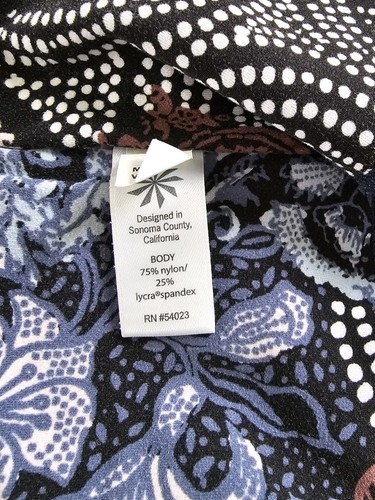 Designed in
Sonoma County,
California
BODY
75% nylon/
25%
lycra®spandex
RN #54023